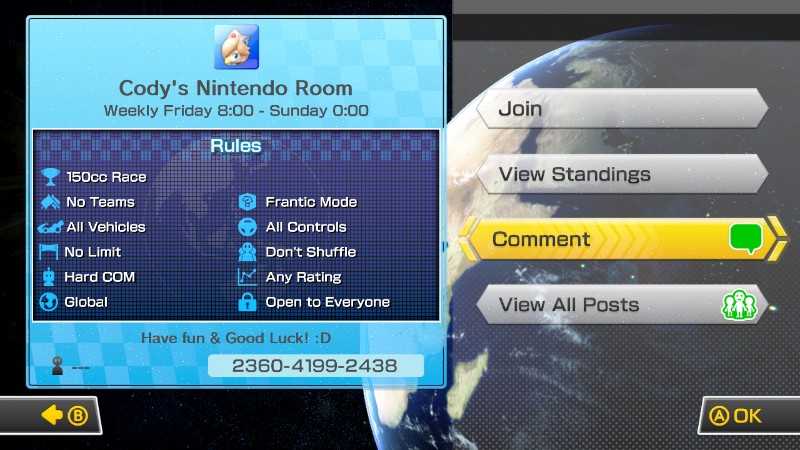 Cody's Nintendo Room
Weekly Friday 8:00 - Sunday 0:00
Rules
150cc Race
No Teams
Frantic Mode
All Vehicles
All Controls
No Limit
Don't Shuffle
Hard COM
Any Rating
Global
Open to Everyone
Have fun & Good Luck! :D
---
2360-4199-2438
Join
View Standings
Comment
View All Posts
B
A OK